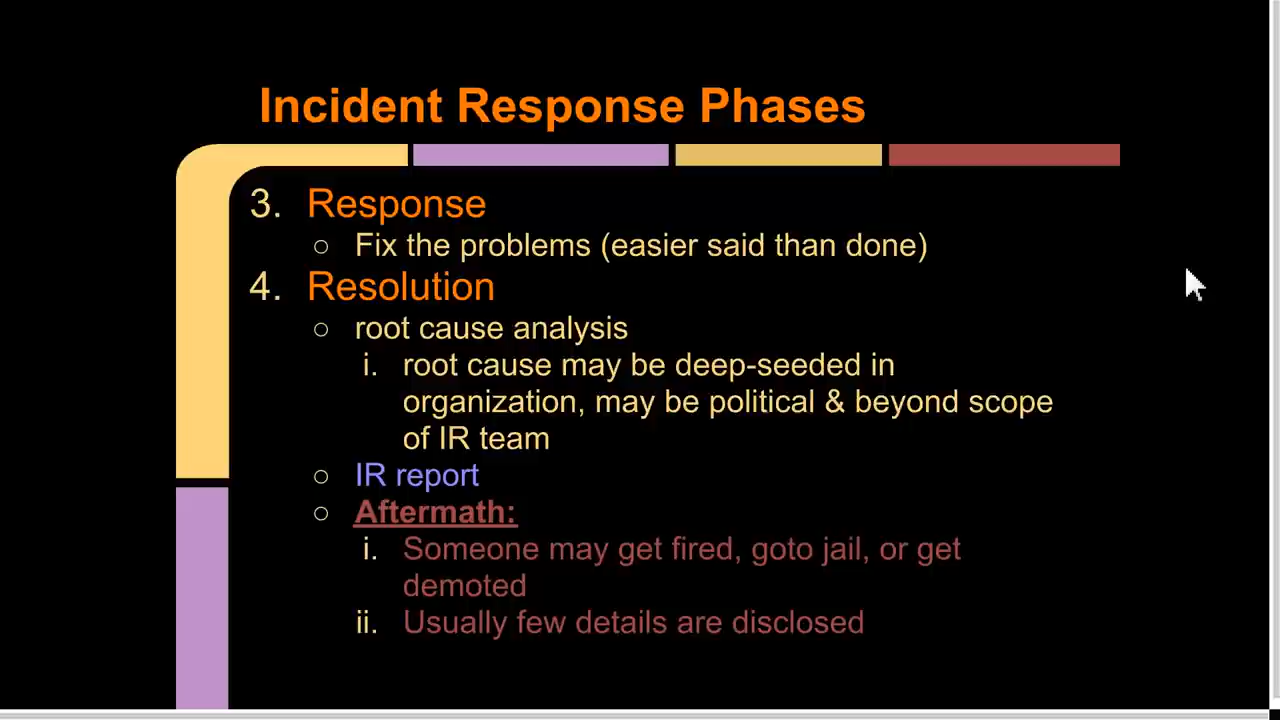 Incident Response Phases
3. Response
○ Fix the problems (easier said than done)
4. Resolution
○ root cause analysis
i. root cause may be deep-seeded in
organization, may be political & beyond scope
of IR team
○ IR report
○ Aftermath:
i. Someone may get fired, goto jail, or get
demoted
ii. Usually few details are disclosed